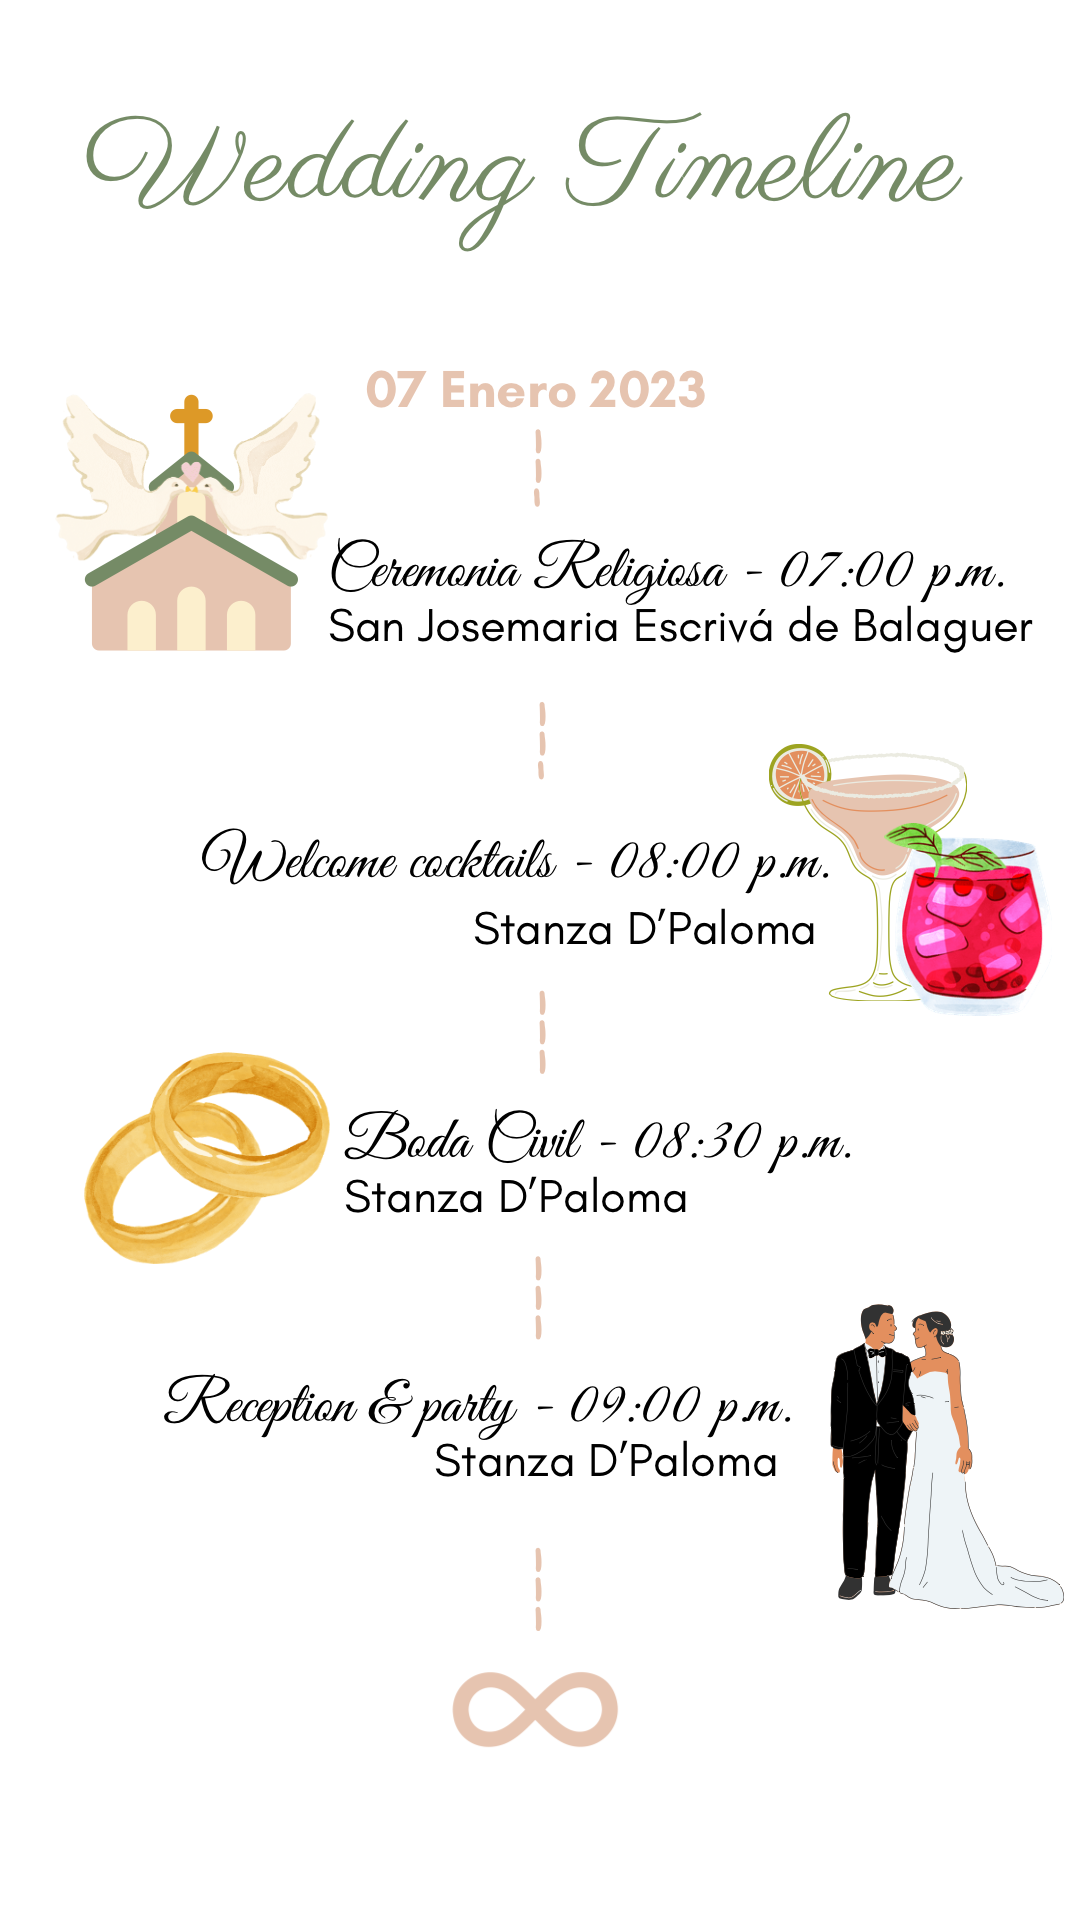 Wedding Timeline
07 Enero 2023
Ceremonia Religiosa - 07:00 p.m.
San Josemaria Escrivá de Balaguer
Welcome cocktails - 08:00 p.m.
Stanza D'Paloma
Boda Civil - 08:30 p.m.
Stanza D'Paloma
Reception & party - 09:00 p.m.
Stanza D'Paloma